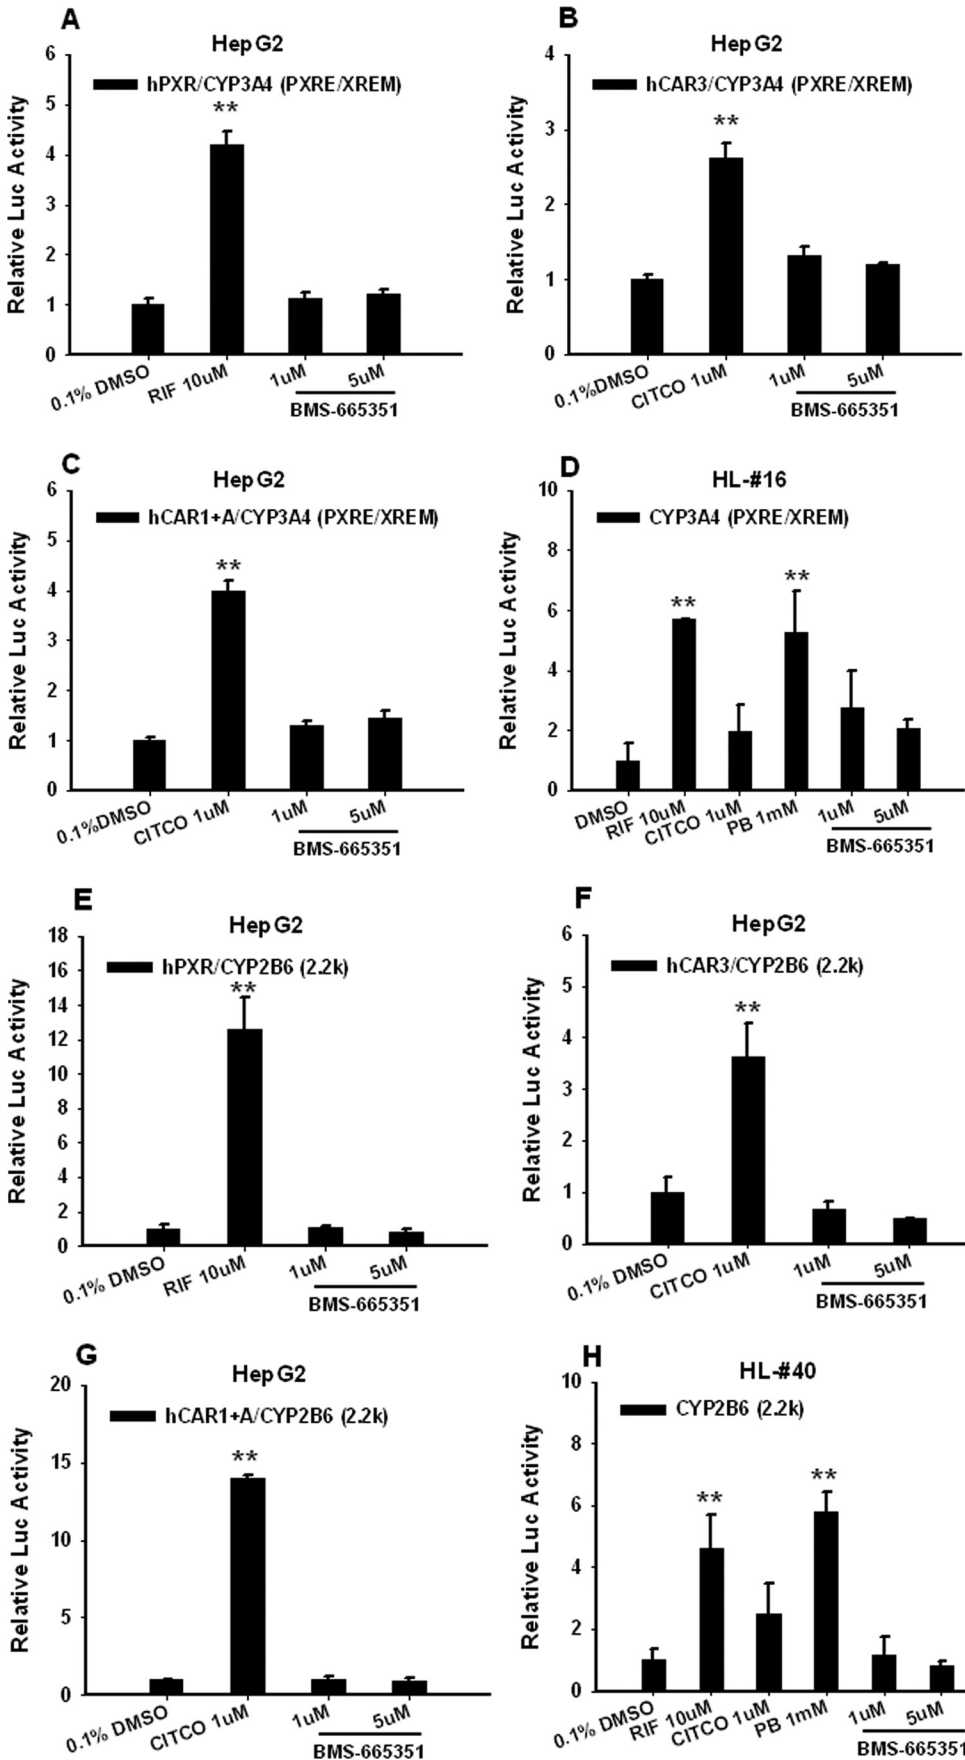 A
HepG2
hPXR/CYP3A4 (PXRE/XREM)
**
Relative Luc Activity
6
5
4
3
2
1
0
0.1% DMSO
RIF 10uM
1uM
5uM
BMS-665351
B
HepG2
hCAR3/CYP3A4 (PXRE/XREM)
**
Relative Luc Activity
4
3
2
1
0
0.1%DMSO
CITCO 1uM
1uM
5uM
BMS-665351
C
HepG2
hCAR1+A/CYP3A4 (PXRE/XREM)
**
Relative Luc Activity
6
5
4
3
2
1
0
0.1%DMSO
CITCO 1uM
1uM
5uM
BMS-665351
D
HL-#16
CYP3A4 (PXRE/XREM)
**
**
Relative Luc Activity
10
8
6
4
2
0
DMSO
RIF 10uM
CITCO 1uM
PB 1mM
1uM
5uM
BMS-665351
E
HepG2
hPXR/CYP2B6 (2.2k)
**
Relative Luc Activity
18
16
14
12
10
8
6
4
2
0
0.1% DMSO
RIF 10uM
1uM
5uM
BMS-665351
F
HepG2
hCAR3/CYP2B6 (2.2k)
**
Relative Luc Activity
6
5
4
3
2
1
0
0.1% DMSO
CITCO 1uM
1uM
5uM
BMS-665351
G
HepG2
hCAR1+A/CYP2B6 (2.2k)
**
Relative Luc Activity
20
15
10
5
0
0.1% DMSO
CITCO 1uM
1uM
5uM
BMS-665351
H
HL-#40
CYP2B6 (2.2k)
**
**
Relative Luc Activity
10
8
6
4
2
0
0.1% DMSO
RIF 10uM
CITCO 1uM
PB 1mM
1uM
5uM
BMS-665351